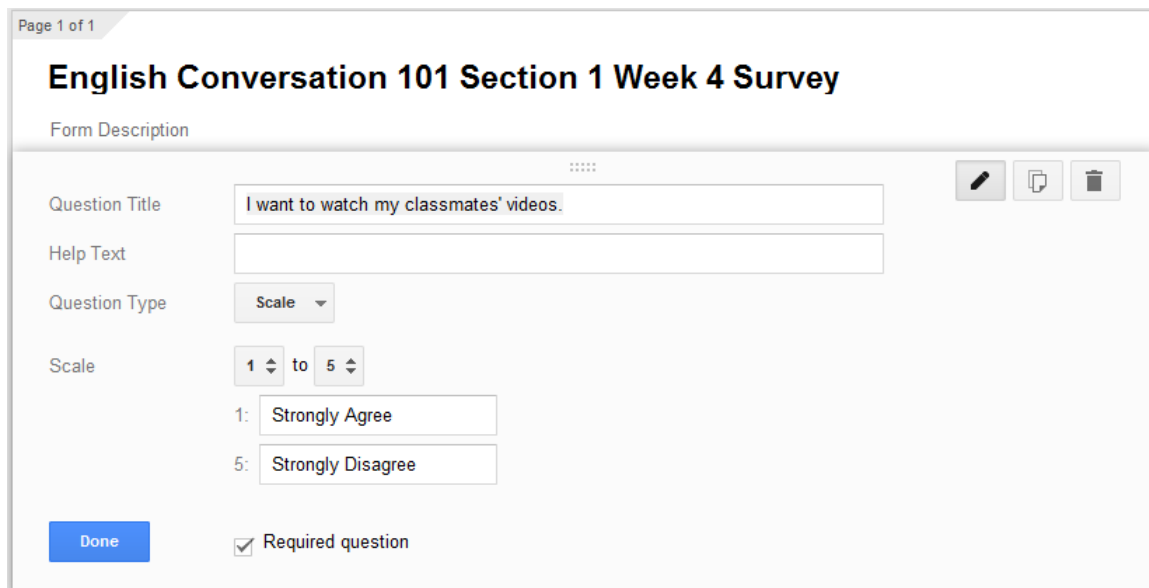 Page 1 of 1
English Conversation 101 Section 1 Week 4 Survey
Form Description
Question Title I want to watch my classmates' videos.
Help Text
Question Type Scale
Scale 1 to 5
1: Strongly Agree
5: Strongly Disagree
Done Required question